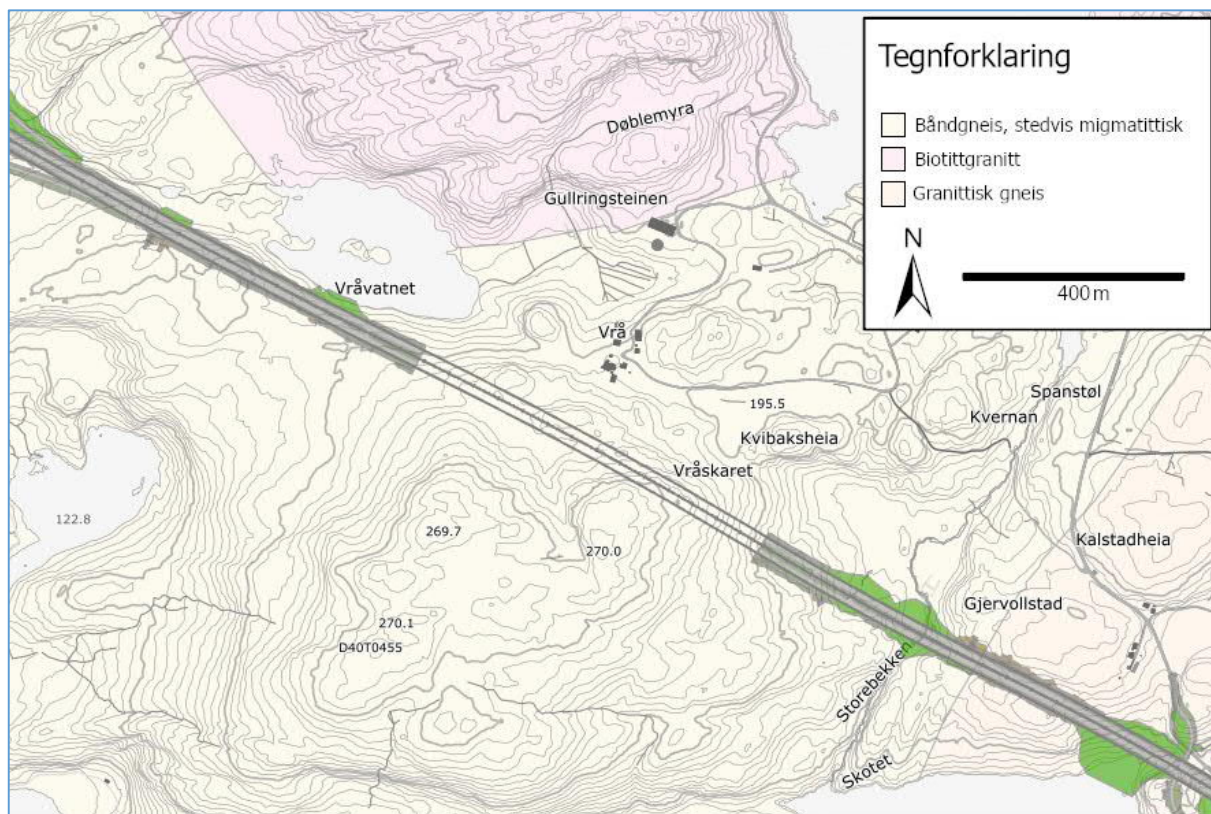 Tegnforklaring
Båndgneis, stedvis migmatittisk
Biotittgranitt
Granittisk gneis
N
400 m
Døblemyra
Gullringsteinen
Vråvatnet
Vrå
Spanstøl
195.5
Kvernan
Kvibaksheia
Vråskaret
122.8
269.7
270.0
Kalstadheia
Gjervollstad
270.1
D40T0455
Storebekken
Skotet